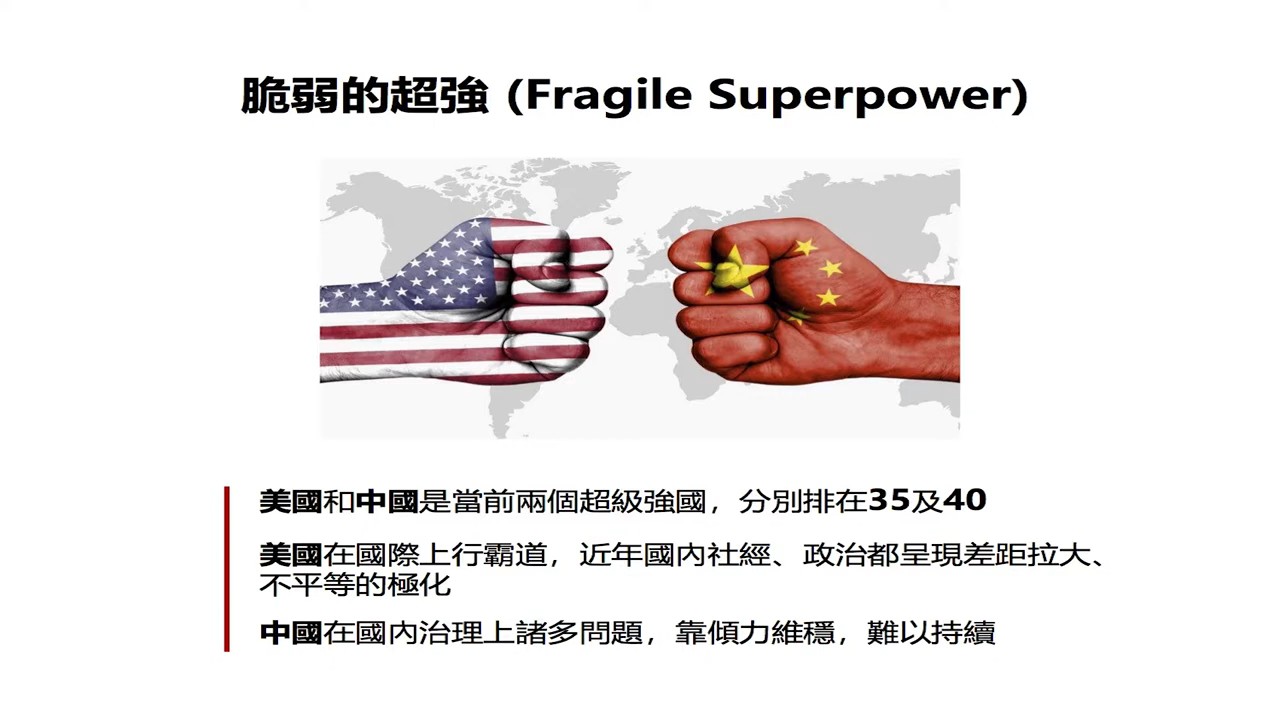 脆弱的超強 (Fragile Superpower)
美國和中國是當前兩個超級強國，分別排在35及40
美國在國際上行霸道，近年國內社經、政治都呈現差距拉大、
不平等的極化
中國在國內治理上諸多問題，靠傾力維穩，難以持續